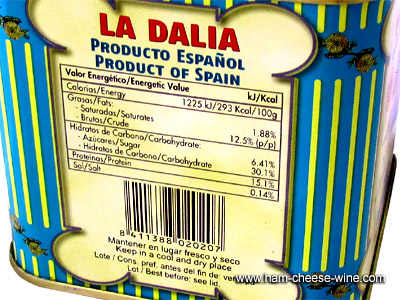 LA DALIA
PRODUCTO ESPAÑOL
PRODUCT OF SPAIN
Valor Energético/Energetic Value kJ/Kcal
Calorías/Energy 1225 kJ/293 Kcal/100g
Grasas/Fats:
- Saturadas/Saturates 1.88%
- Brutas/Crude 12.5% (p/p)
Hidratos de Carbono/Carbohydrate:
- Azúcares/Sugar 6.41%
- Hidratos de Carbono/Carbohydrate 30.1%
Proteínas/Protein 15.1%
Sal/Salt 0.14%
8 411388 020207
Mantener en lugar fresco y seco
Keep in a cool and dry place
Lote / Cons. pref. antes del fin de: ver
Lot / Best before: see lid.
www.ham-cheese-wine.com